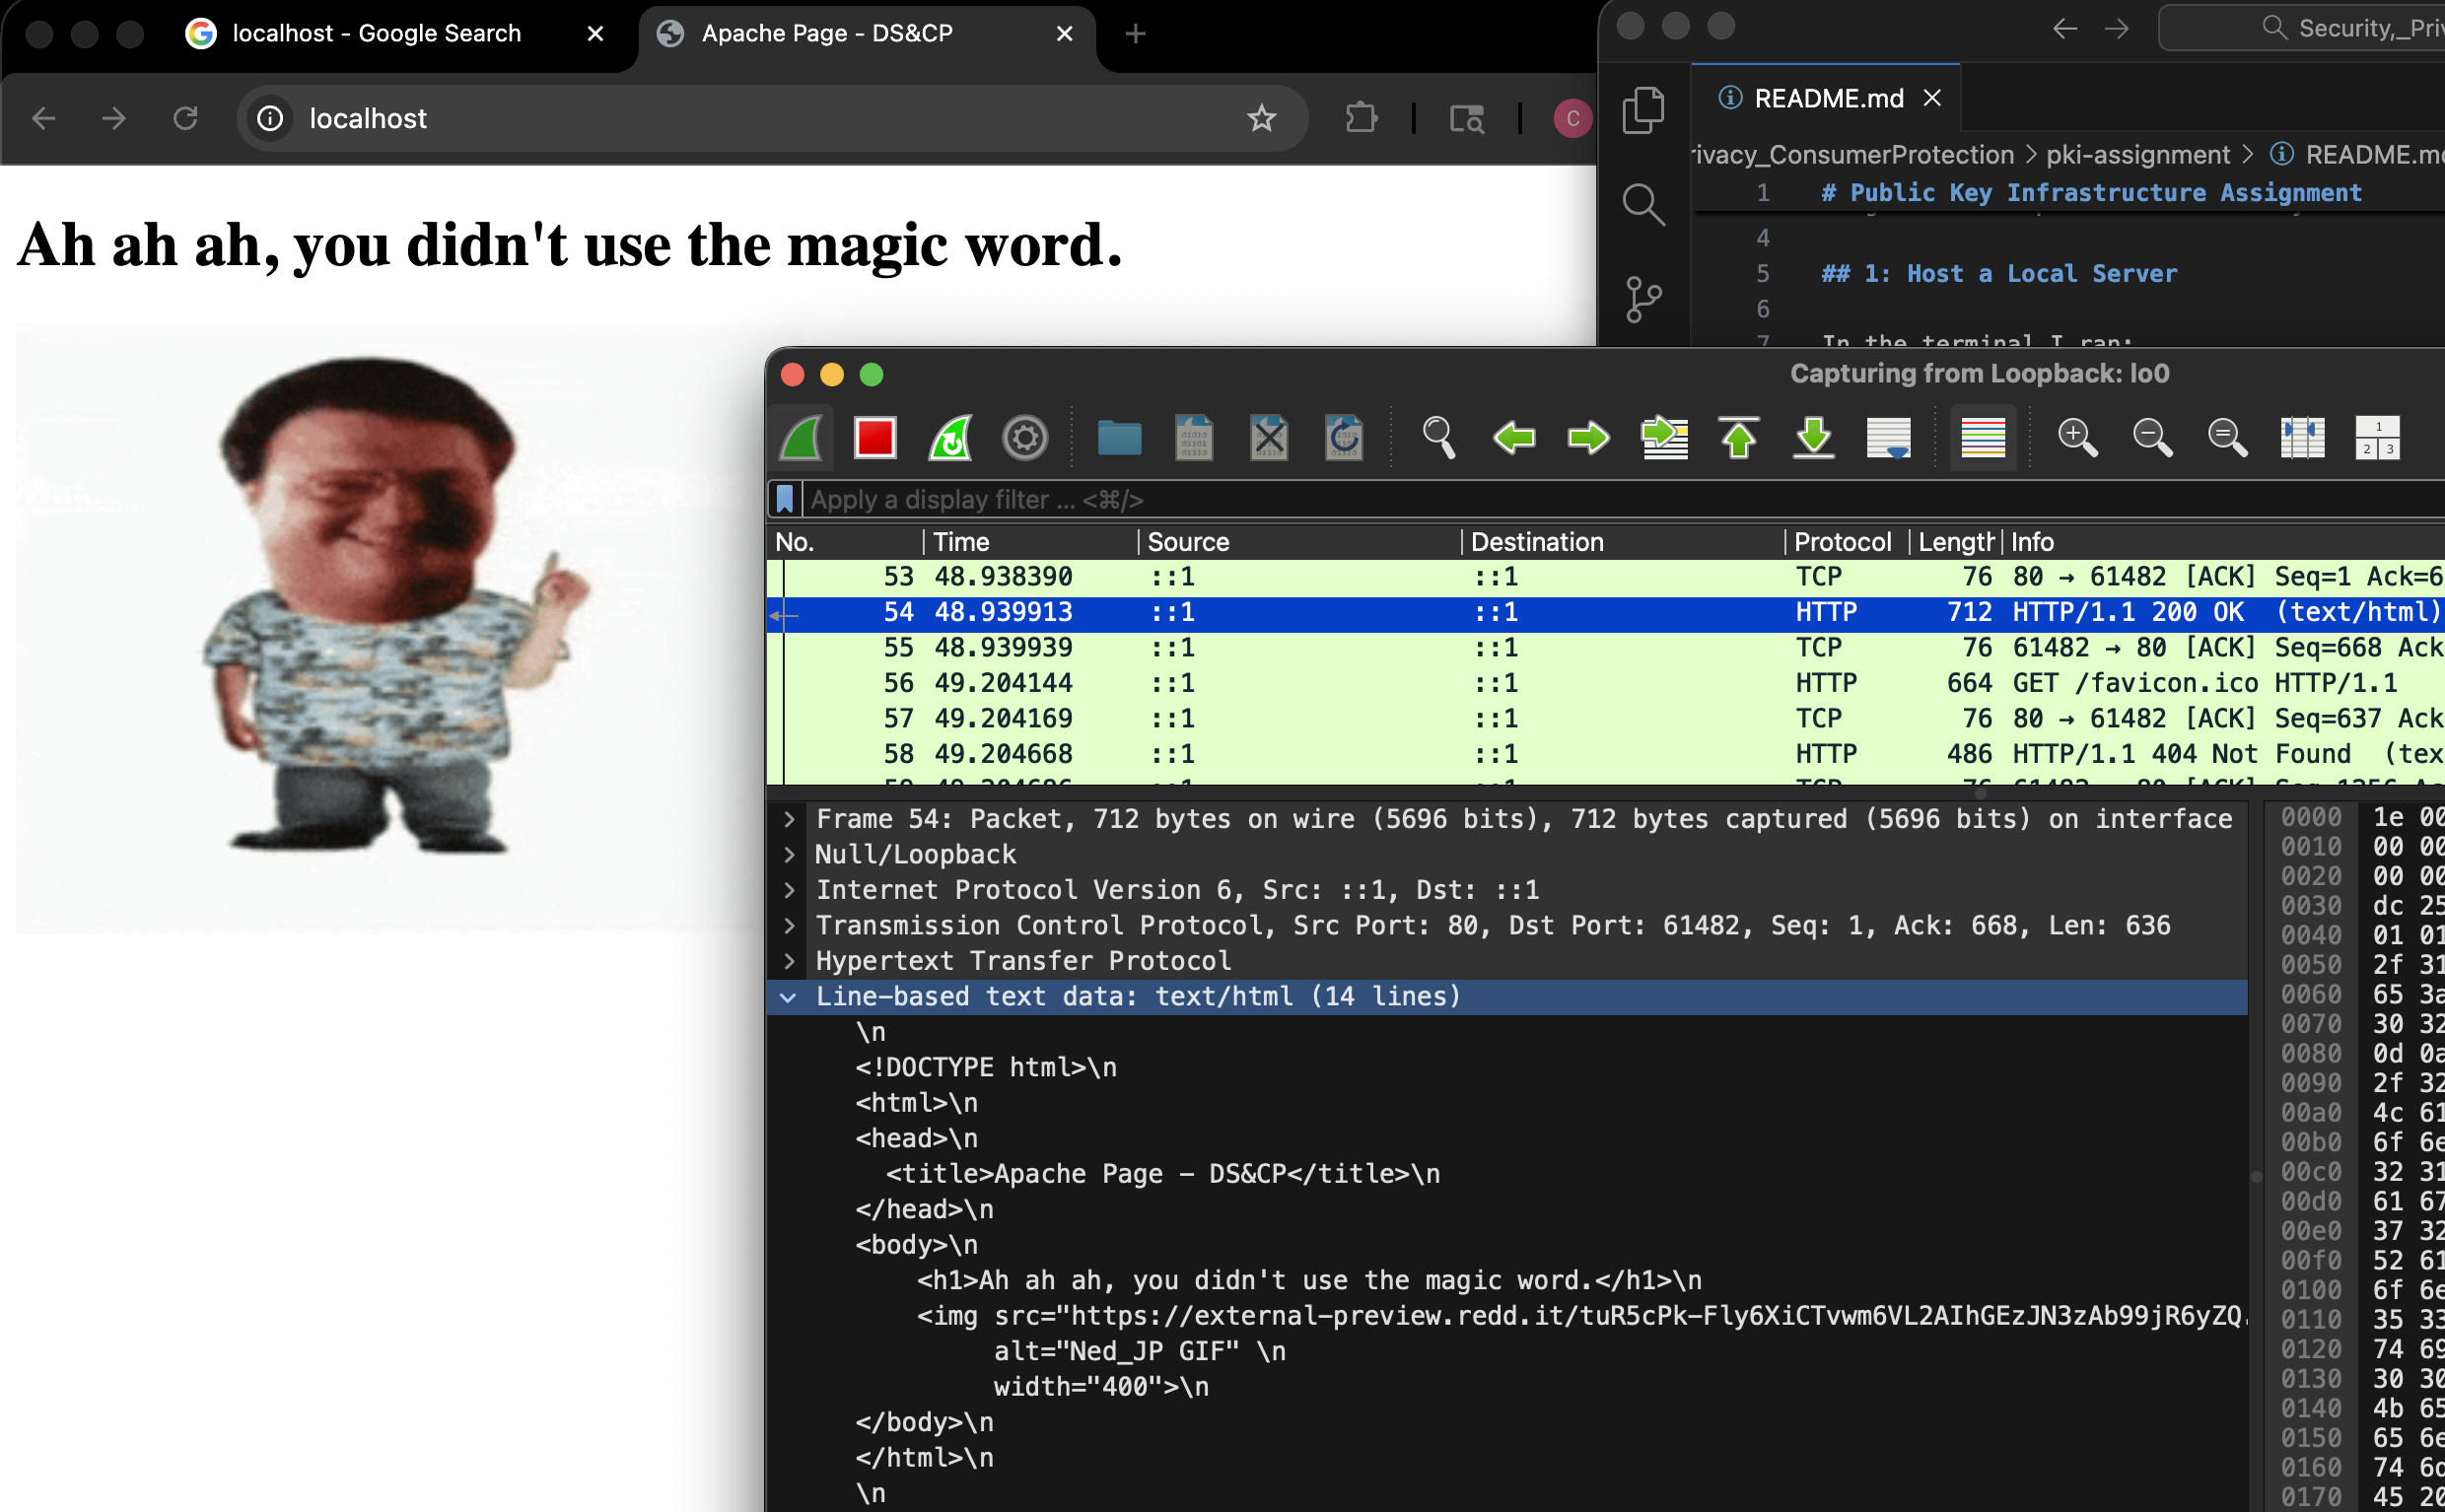 localhost - Google Search
Apache Page - DS&CP
localhost
C
Ah ah ah, you didn't use the magic word.
README.md
rivacy_ConsumerProtection > pki-assignment > README.m
1 # Public Key Infrastructure Assignment
4
5 ## 1: Host a Local Server
6
7 In the terminal I ran:
Capturing from Loopback: lo0
Apply a display filter ... <⌘/>
No. Time Source Destination Protocol Length Info
53 48.938390 ::1 ::1 TCP 76 80 → 61482 [ACK] Seq=1 Ack=6
54 48.939913 ::1 ::1 HTTP 712 HTTP/1.1 200 OK (text/html)
55 48.939939 ::1 ::1 TCP 76 61482 → 80 [ACK] Seq=668 Ack
56 49.204144 ::1 ::1 HTTP 664 GET /favicon.ico HTTP/1.1
57 49.204169 ::1 ::1 TCP 76 80 → 61482 [ACK] Seq=637 Ack
58 49.204668 ::1 ::1 HTTP 486 HTTP/1.1 404 Not Found (tex
Frame 54: Packet, 712 bytes on wire (5696 bits), 712 bytes captured (5696 bits) on interface
Null/Loopback
Internet Protocol Version 6, Src: ::1, Dst: ::1
Transmission Control Protocol, Src Port: 80, Dst Port: 61482, Seq: 1, Ack: 668, Len: 636
Hypertext Transfer Protocol
Line-based text data: text/html (14 lines)
\n
<!DOCTYPE html>\n
<html>\n
<head>\n
<title>Apache Page - DS&CP</title>\n
</head>\n
<body>\n
<h1>Ah ah ah, you didn't use the magic word.</h1>\n
<img src="https://external-preview.redd.it/tuR5cPk-Fly6XiCTvwm6VL2AIhGEzJN3zAb99jR6yZQ.
alt="Ned_JP GIF" \n
width="400">\n
</body>\n
</html>\n
\n
0000 1e 00
0010 00 00
0020 00 00
0030 dc 25
0040 01 01
0050 2f 31
0060 65 3a
0070 30 32
0080 0d 0a
0090 2f 32
00a0 4c 61
00b0 6f 6e
00c0 32 31
00d0 61 67
00e0 37 32
00f0 52 61
0100 6f 6e
0110 35 33
0120 74 69
0130 30 30
0140 4b 65
0150 65 6e
0160 74 6d
0170 45 20